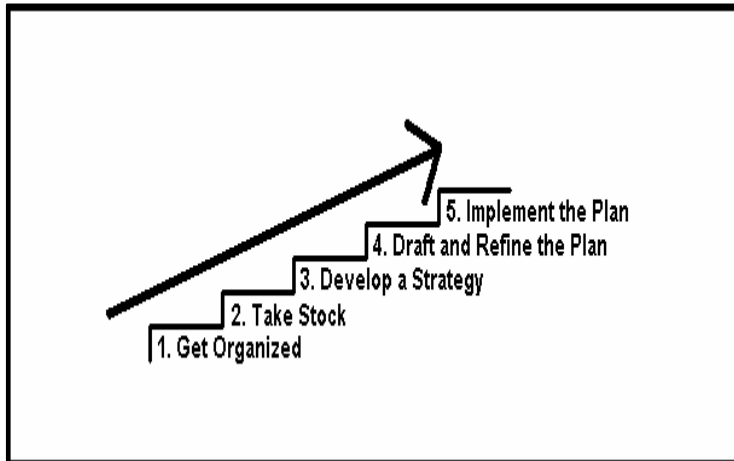 5. Implement the Plan
4. Draft and Refine the Plan
3. Develop a Strategy
2. Take Stock
1. Get Organized